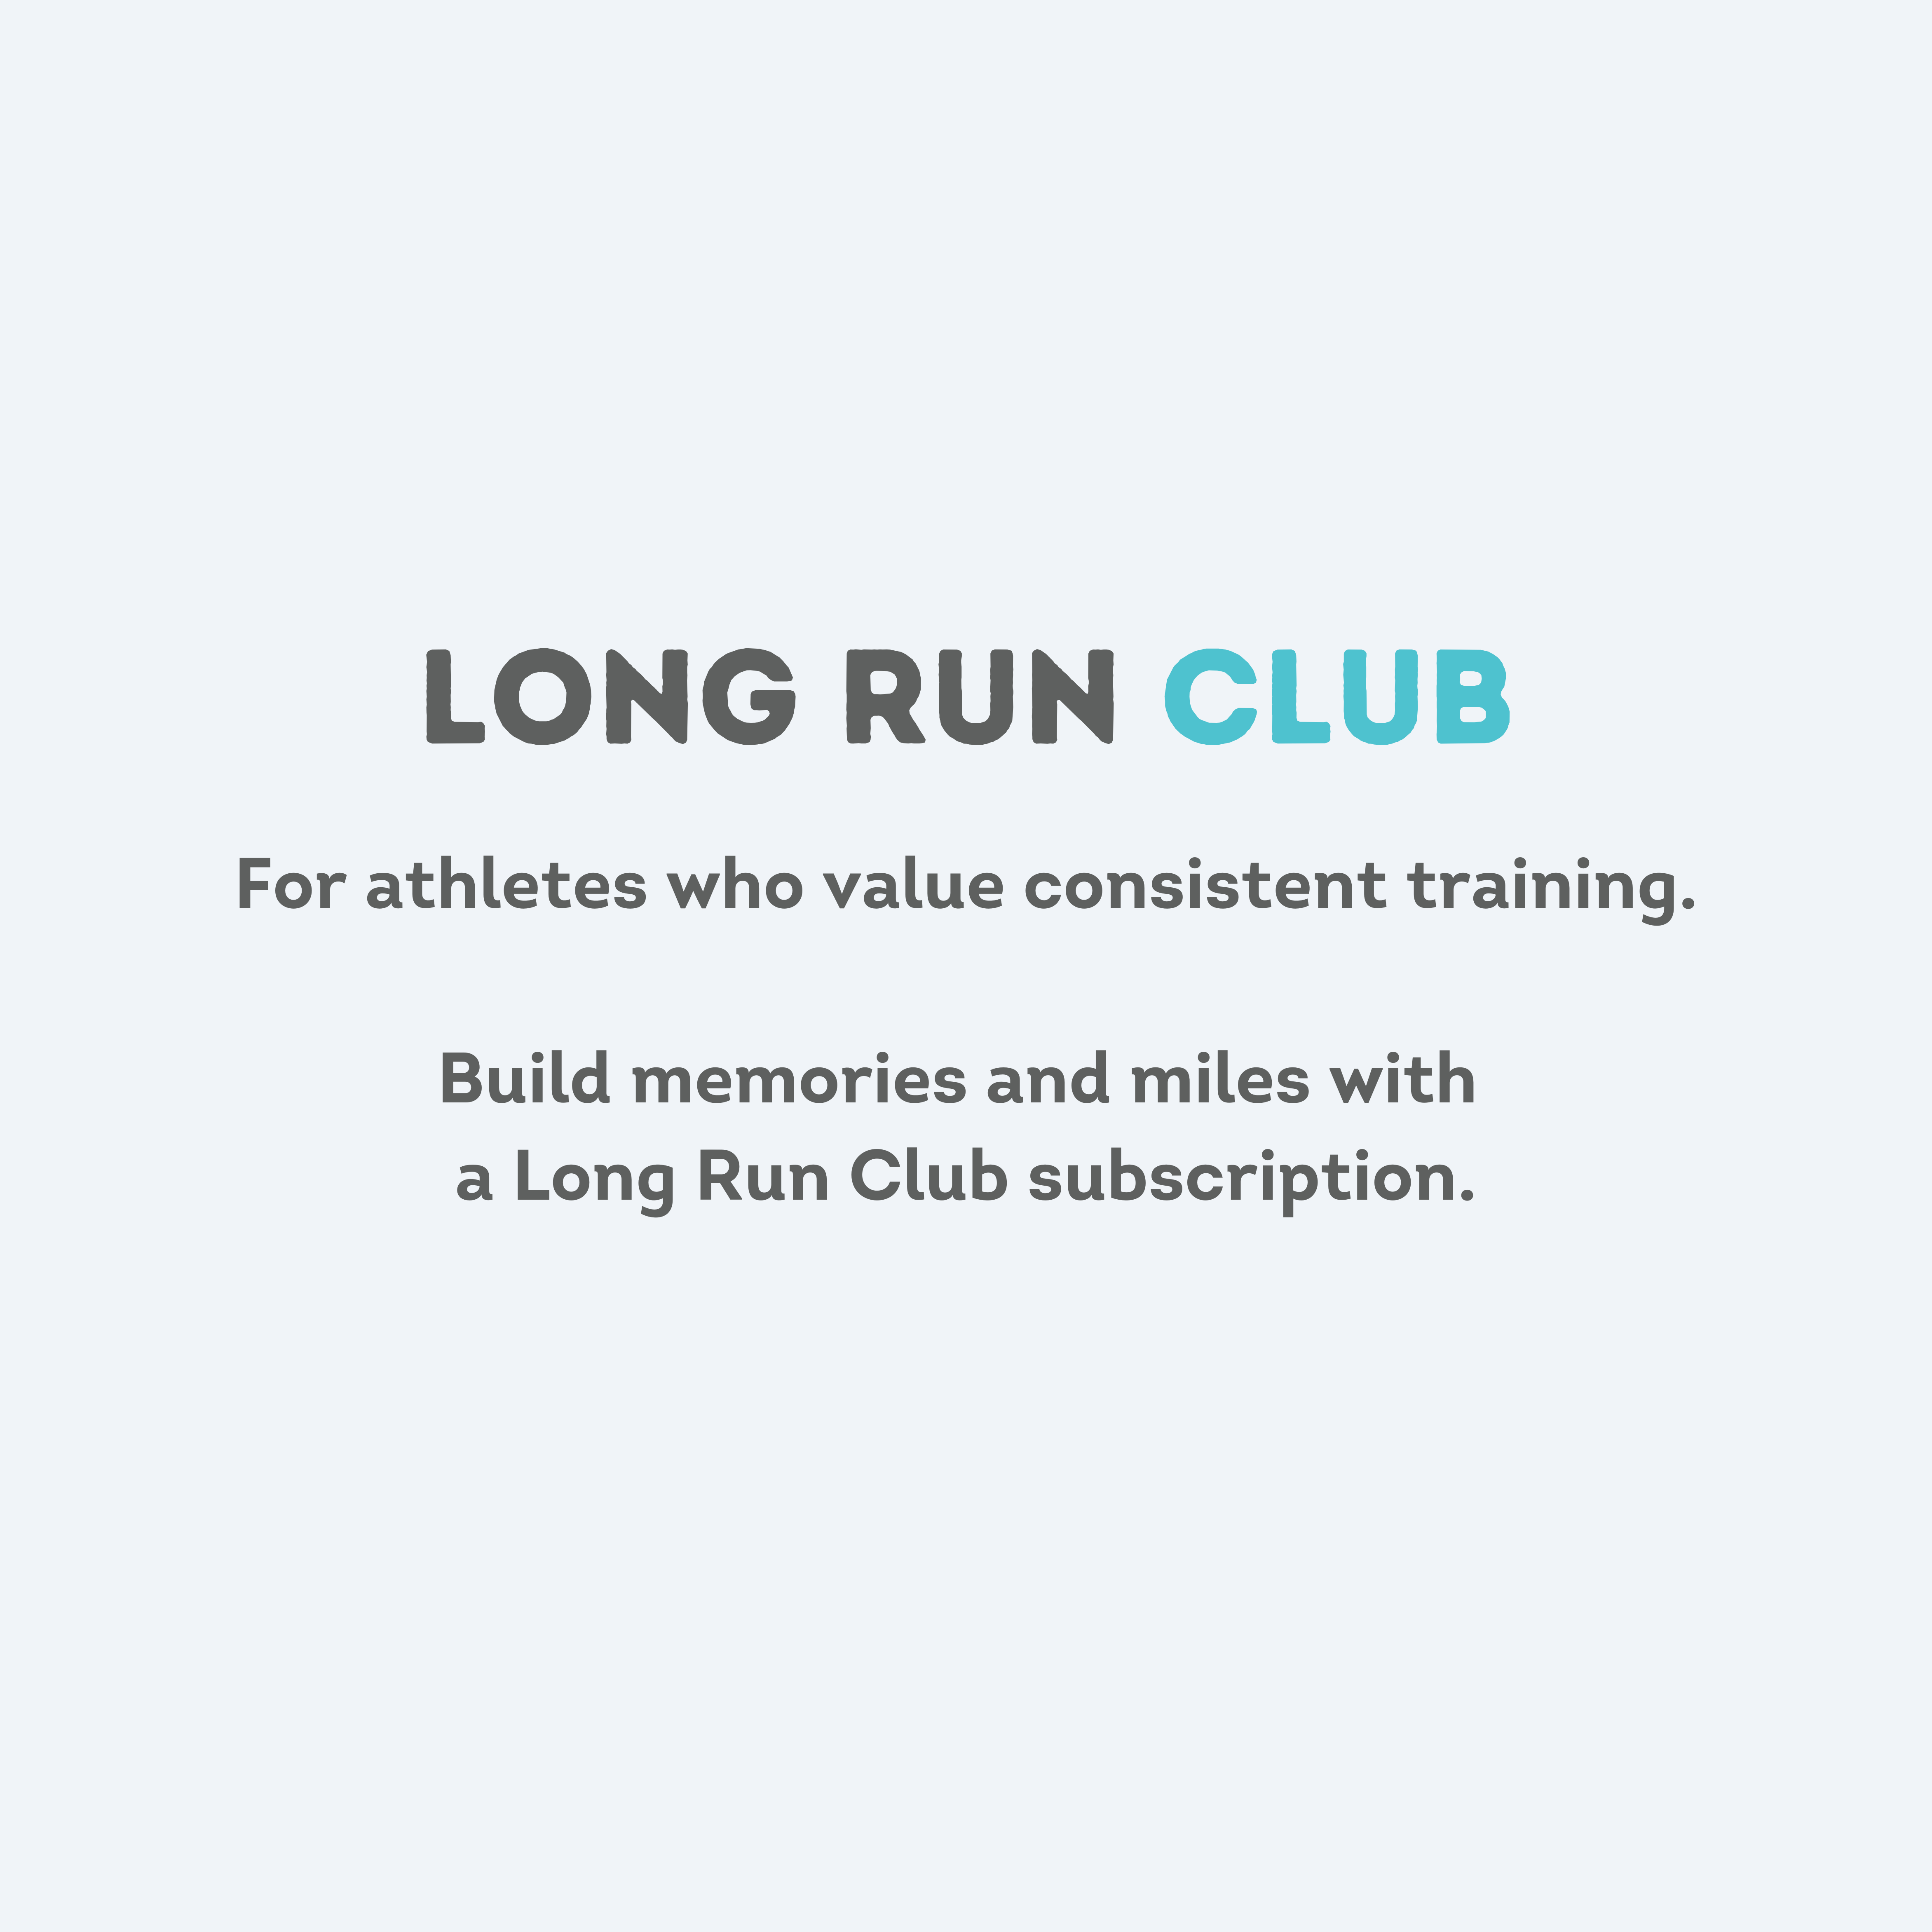 LONG RUN CLUB
For athletes who value consistent training.
Build memories and miles with
a Long Run Club subscription.